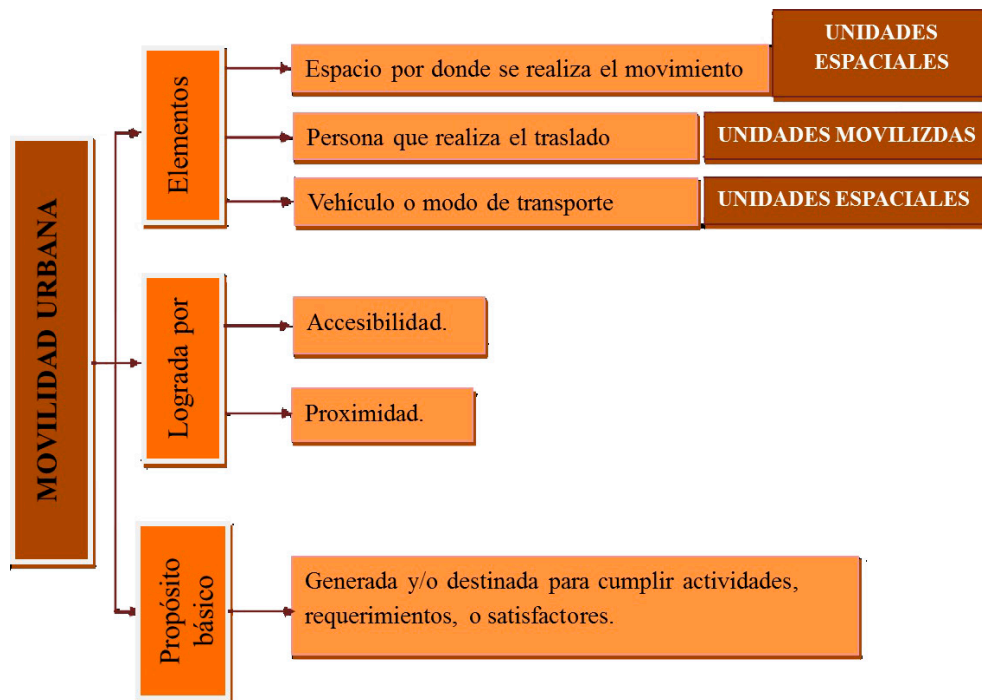 MOVILIDAD URBANA
Elementos
Espacio por donde se realiza el movimiento
UNIDADES
ESPACIALES
Persona que realiza el traslado
UNIDADES MOVILIZDAS
Vehículo o modo de transporte
UNIDADES ESPACIALES
Lograda por
Accesibilidad.
Proximidad.
Propósito
básico
Generada y/o destinada para cumplir actividades,
requerimientos, o satisfactores.